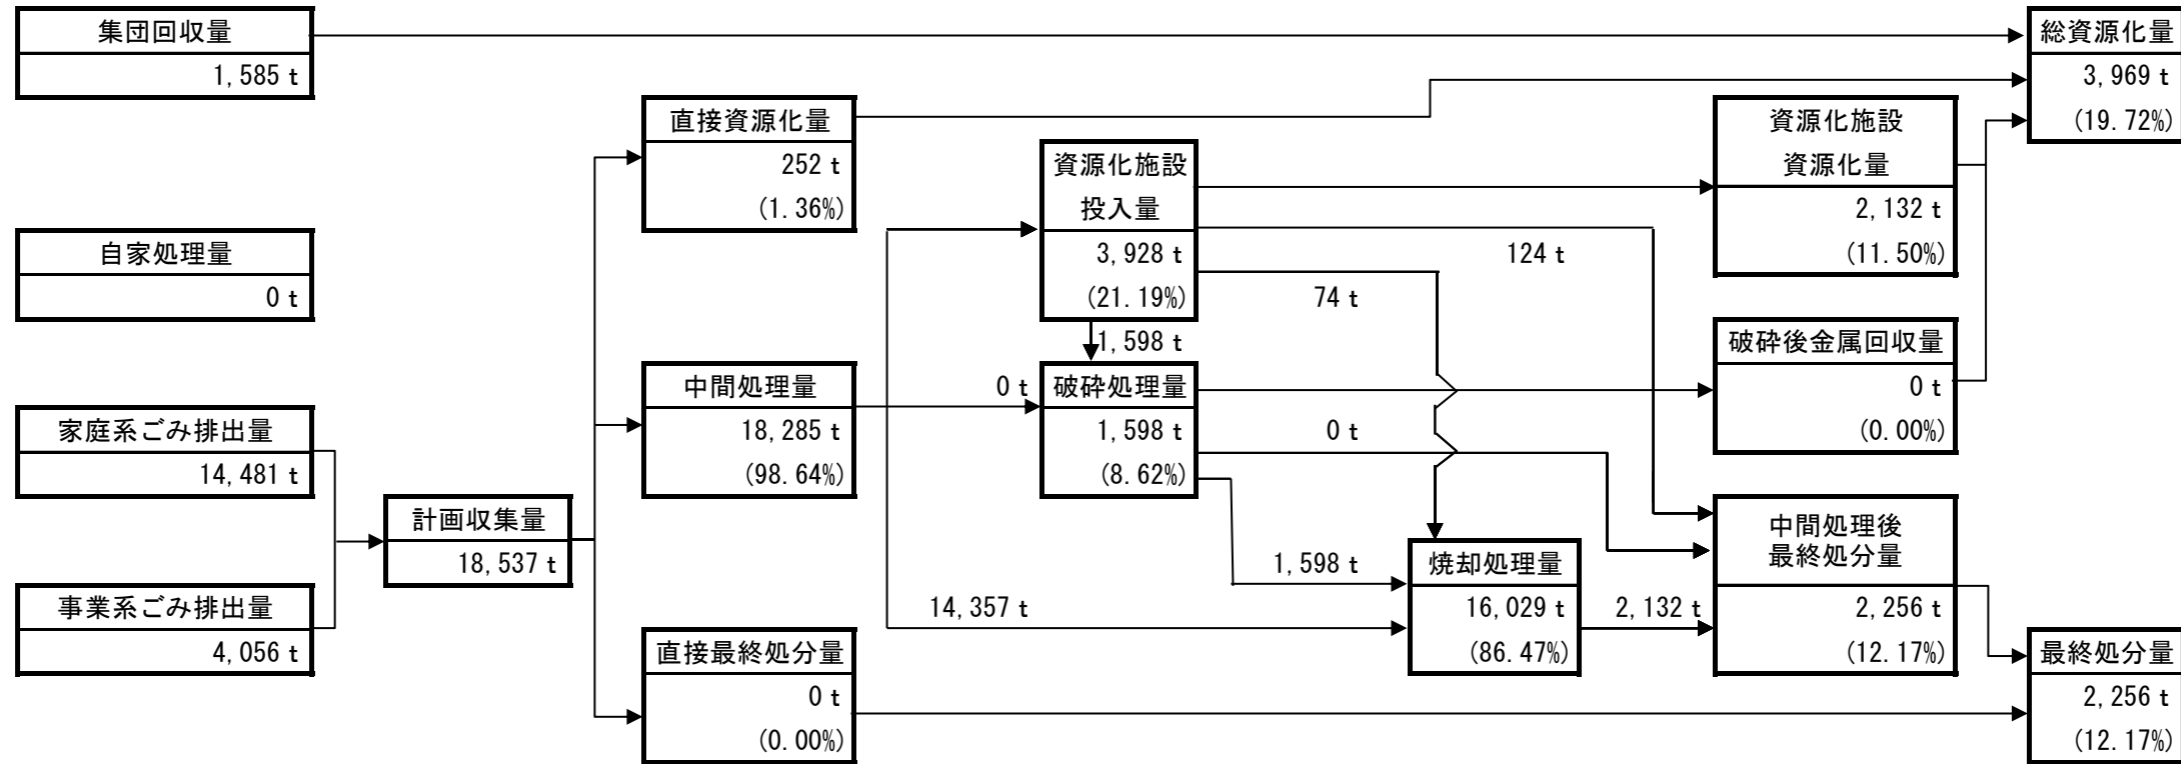 集団回収量
1,585 t
自家処理量
0 t
家庭系ごみ排出量
14,481 t
事業系ごみ排出量
4,056 t
計画収集量
18,537 t
直接資源化量
252 t
(1.36%)
中間処理量
18,285 t
(98.64%)
直接最終処分量
0 t
(0.00%)
資源化施設
投入量
3,928 t
(21.19%)
1,598 t
0 t
破砕処理量
1,598 t
(8.62%)
124 t
74 t
0 t
1,598 t
14,357 t
焼却処理量
16,029 t
(86.47%)
2,132 t
資源化施設
資源化量
2,132 t
(11.50%)
破砕後金属回収量
0 t
(0.00%)
中間処理後
最終処分量
2,256 t
(12.17%)
総資源化量
3,969 t
(19.72%)
最終処分量
2,256 t
(12.17%)